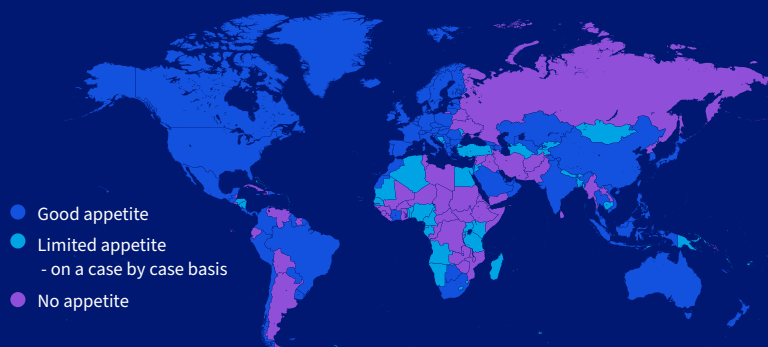 Good appetite
Limited appetite
- on a case by case basis
No appetite